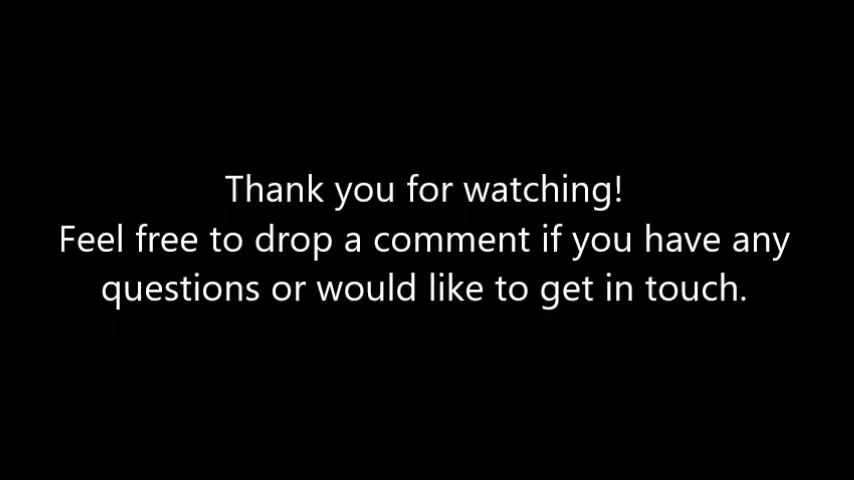 Thank you for watching!
Feel free to drop a comment if you have any
questions or would like to get in touch.